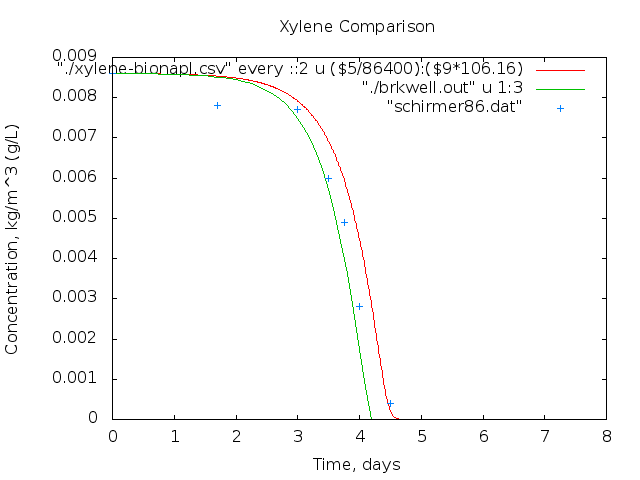 Xylene Comparison
"./xylene-bionapl.csv" every ::2 u ($5/86400):($9*106.16)
"./brkwell.out" u 1:3
"schirmer86.dat"
Concentration, kg/m^3 (g/L)
0.009
0.008
0.007
0.006
0.005
0.004
0.003
0.002
0.001
0
0 1 2 3 4 5 6 7 8
Time, days